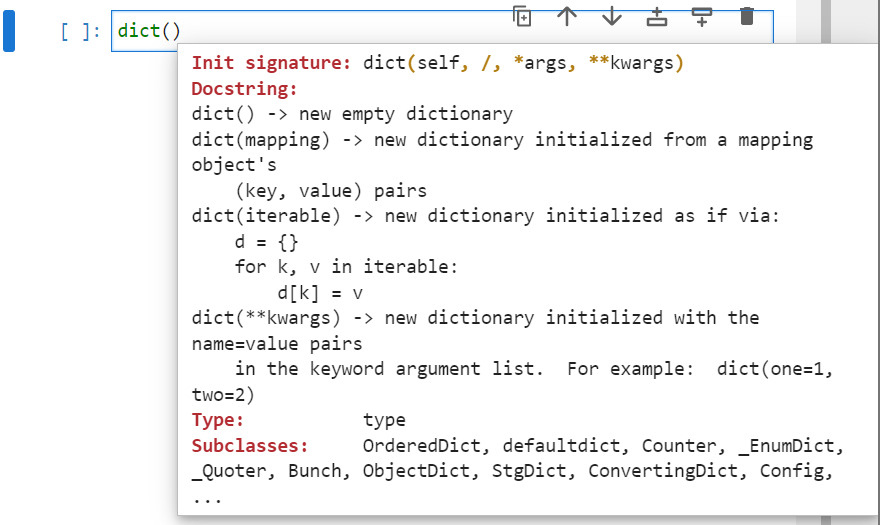 [ ]: dict()
Init signature: dict(self, /, *args, **kwargs)
Docstring:
dict() -> new empty dictionary
dict(mapping) -> new dictionary initialized from a mapping
object's
    (key, value) pairs
dict(iterable) -> new dictionary initialized as if via:
    d = {}
    for k, v in iterable:
        d[k] = v
dict(**kwargs) -> new dictionary initialized with the
name=value pairs
    in the keyword argument list.  For example:  dict(one=1,
two=2)
Type:           type
Subclasses:     OrderedDict, defaultdict, Counter, _EnumDict,
_Quoter, Bunch, ObjectDict, StgDict, ConvertingDict, Config,
...